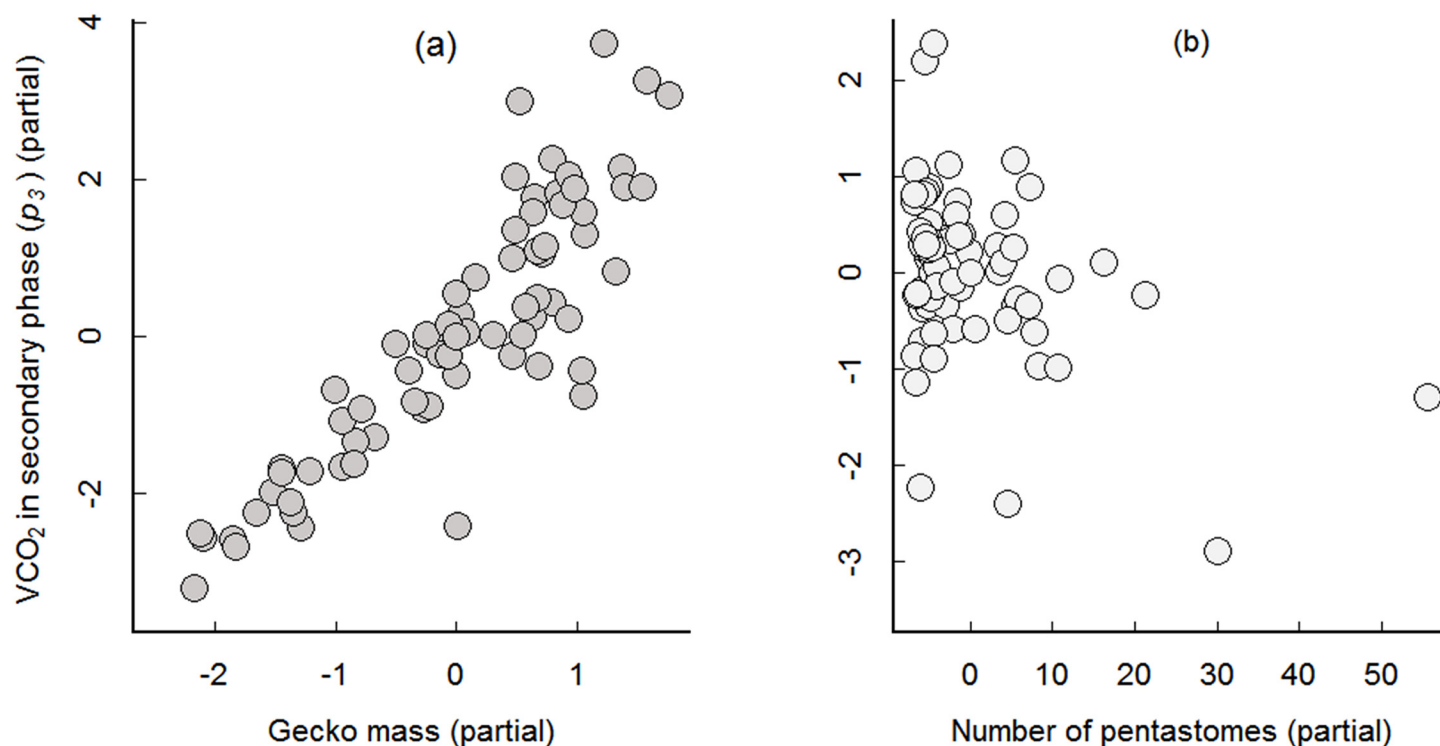 (a)
VCO₂ in secondary phase (p₃) (partial)
4
2
0
-2
-2 -1 0 1
Gecko mass (partial)
(b)
2
1
0
-1
-2
-3
0 10 20 30 40 50
Number of pentastomes (partial)